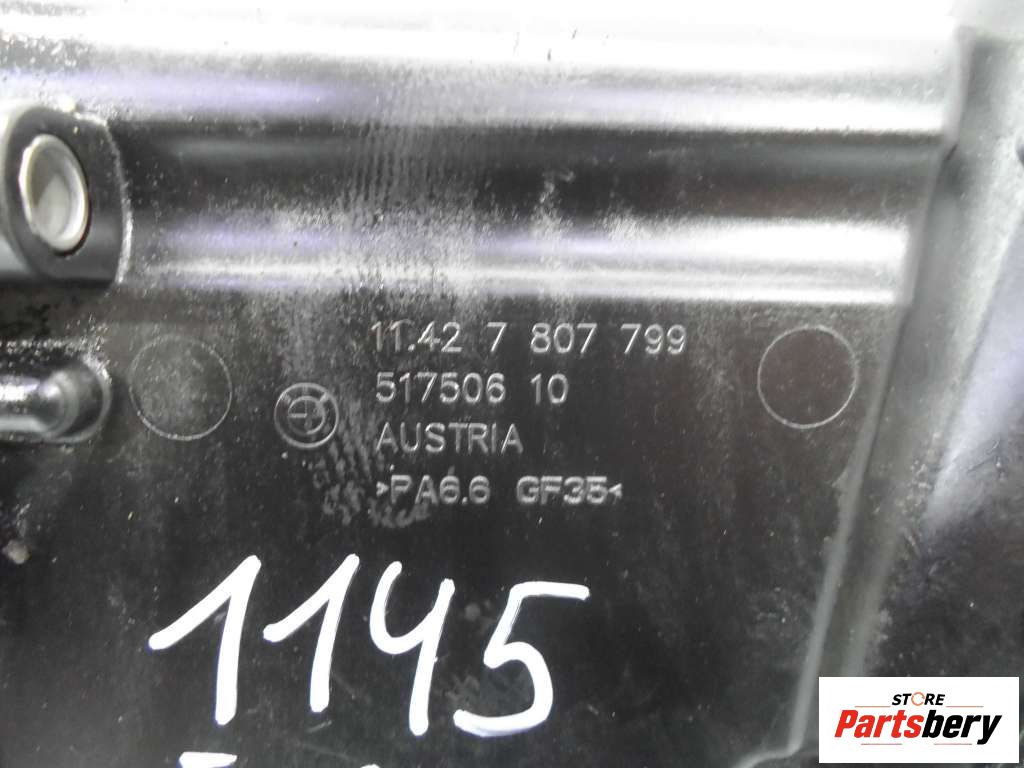 11.42 7 807 799
517506 10
AUSTRIA
>PA6.6 GF35<
1145
STORE
Partsbery